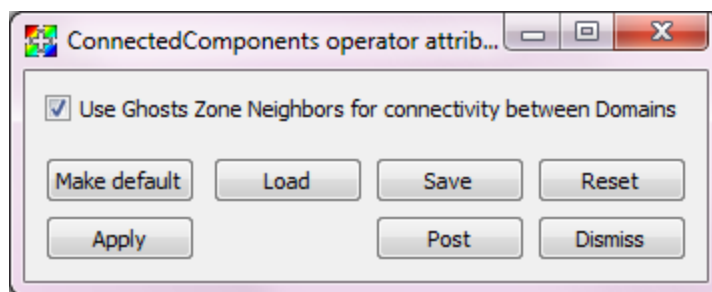 ConnectedComponents operator attrib...
Use Ghosts Zone Neighbors for connectivity between Domains
Make default Load Save Reset
Apply Post Dismiss